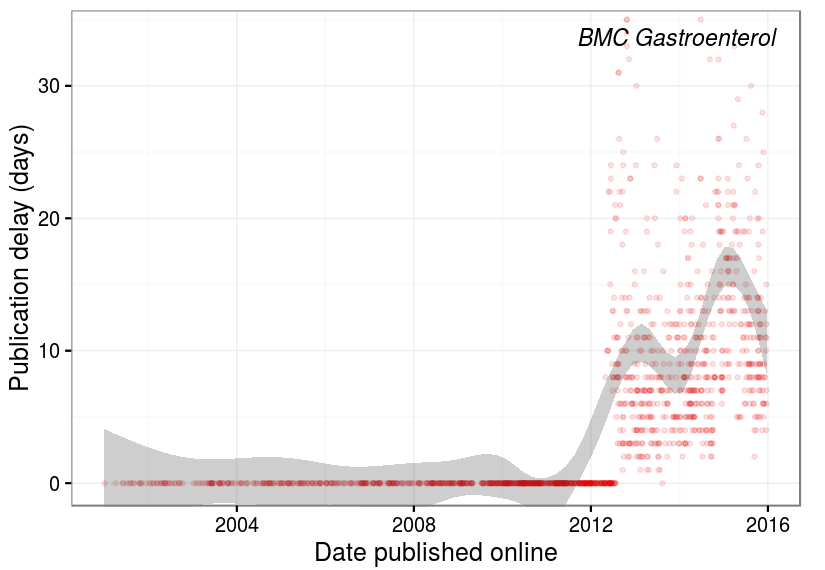 BMC Gastroenterol
Publication delay (days)
30
20
10
0
2004 2008 2012 2016
Date published online